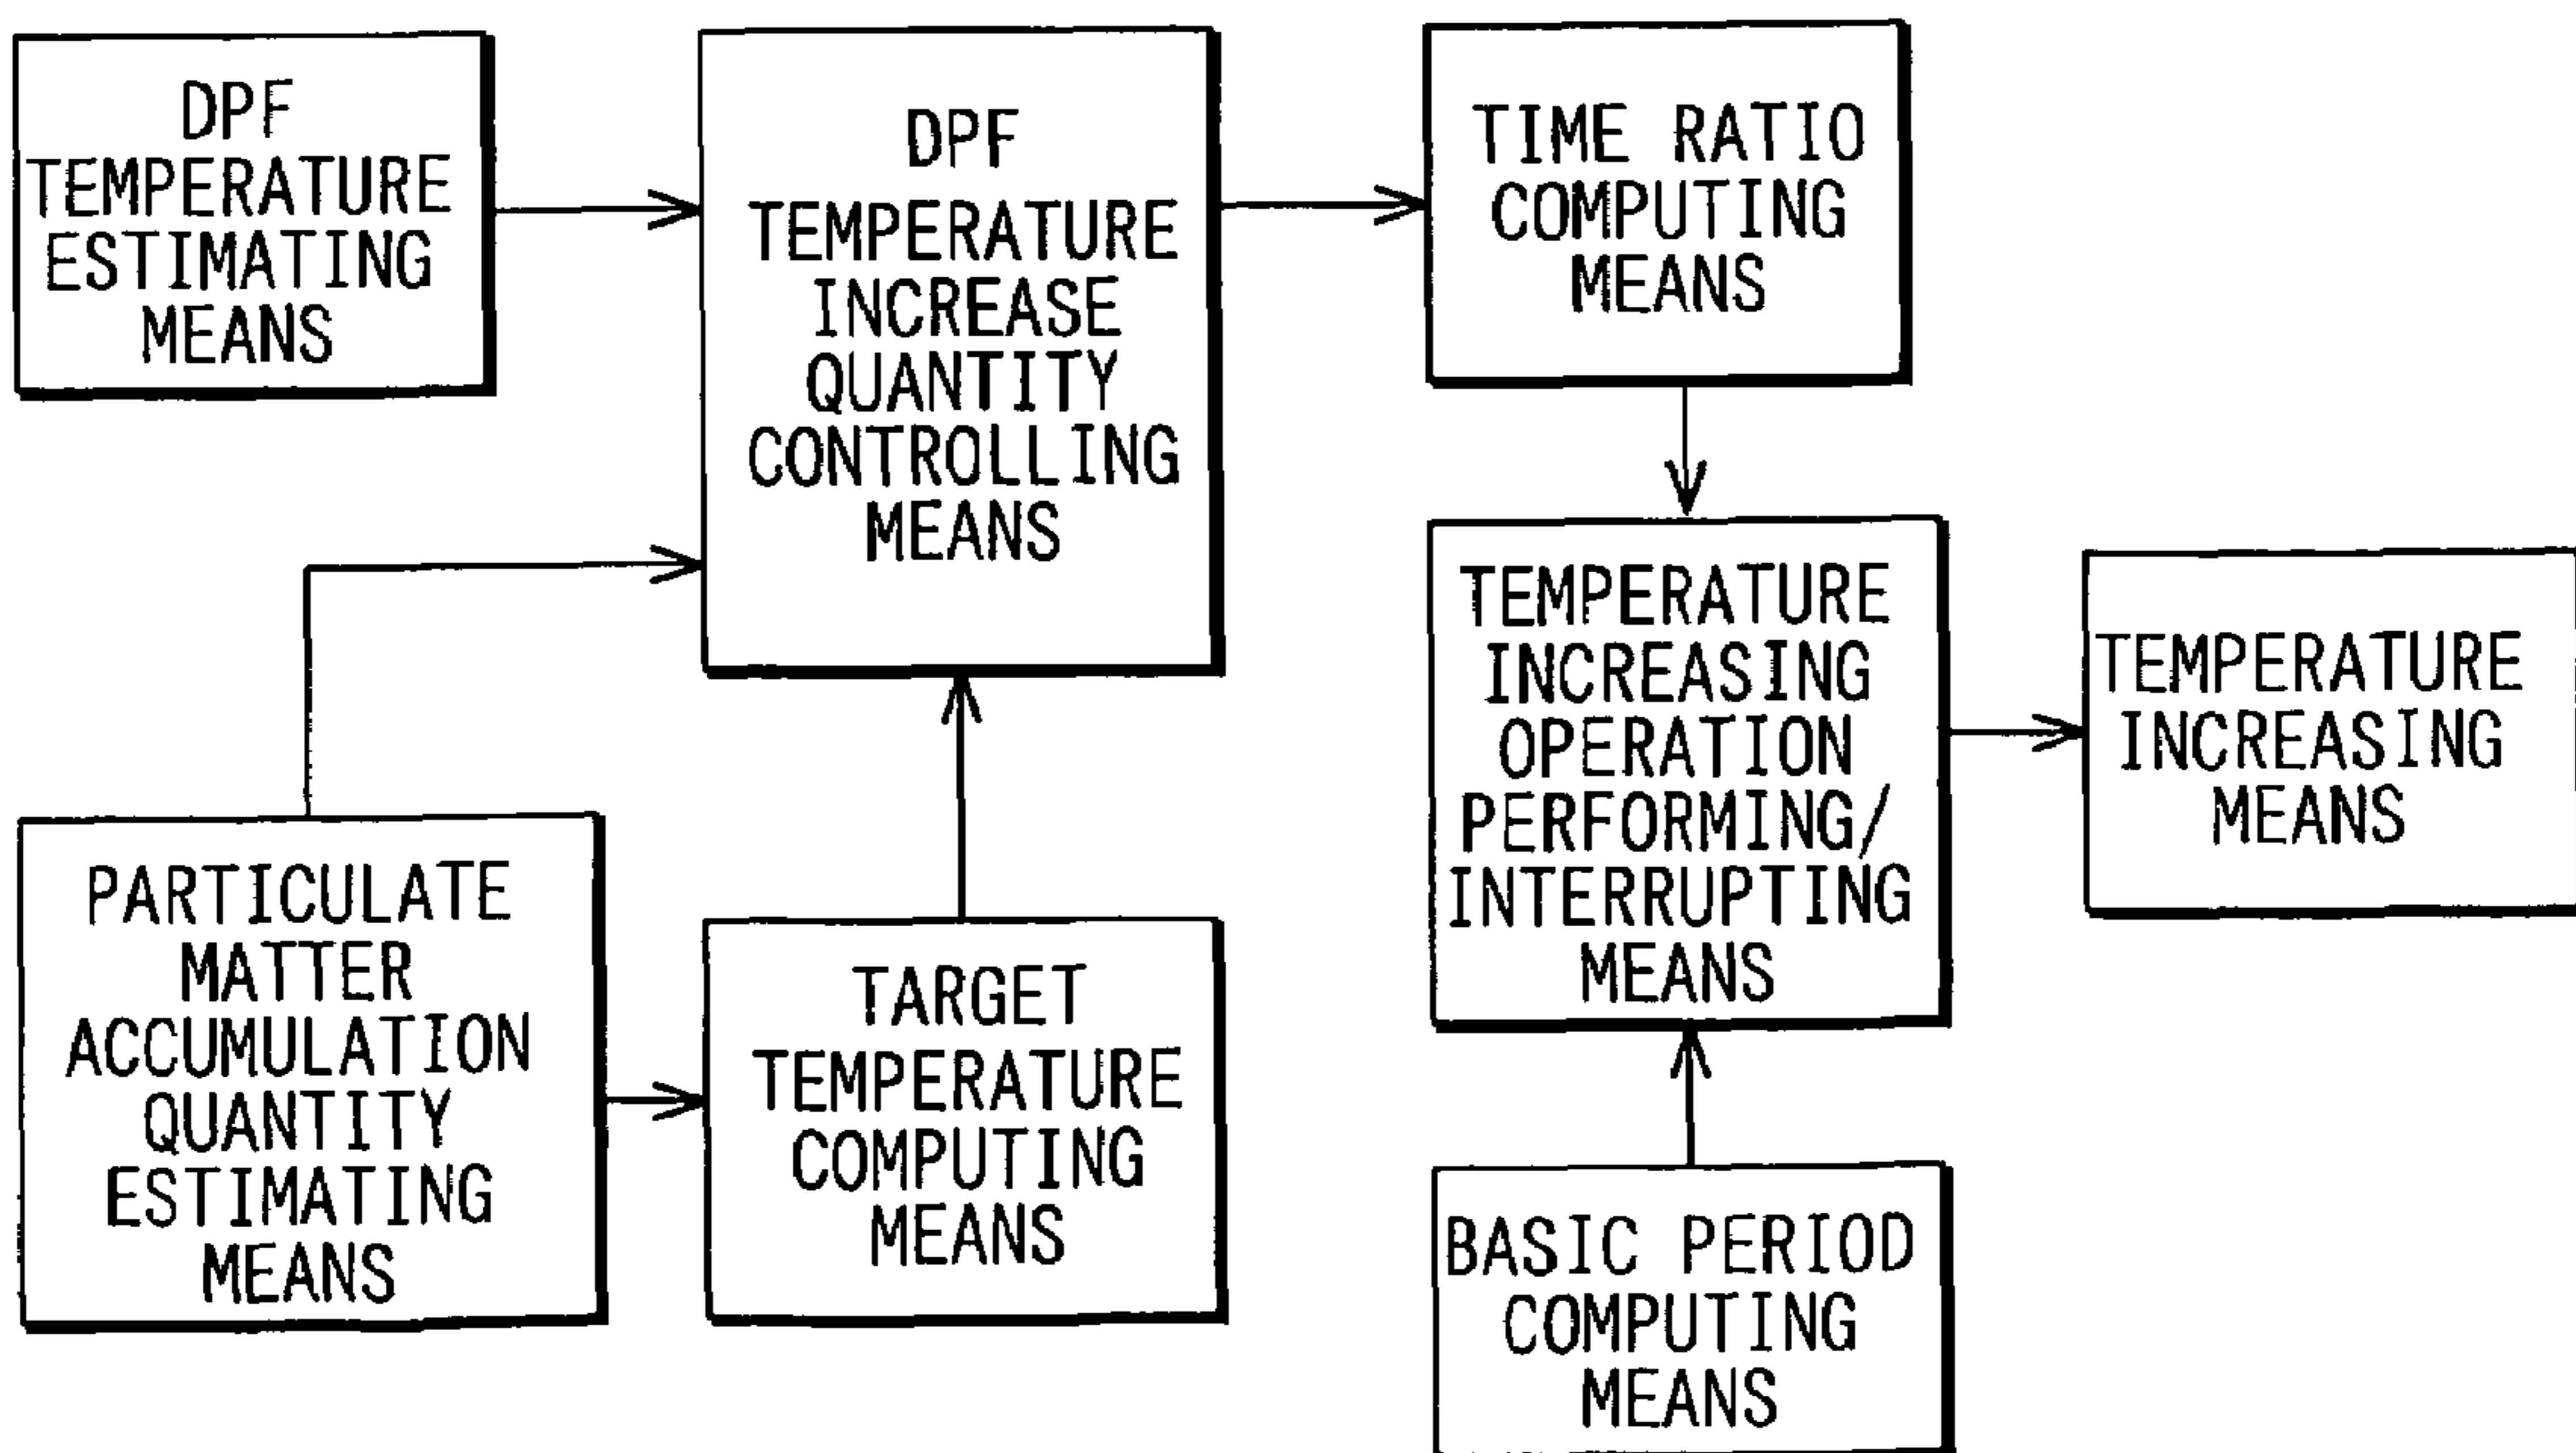 DPF
TEMPERATURE
ESTIMATING
MEANS
DPF
TEMPERATURE
INCREASE
QUANTITY
CONTROLLING
MEANS
TIME RATIO
COMPUTING
MEANS
TEMPERATURE
INCREASING
OPERATION
PERFORMING/
INTERRUPTING
MEANS
TEMPERATURE
INCREASING
MEANS
PARTICULATE
MATTER
ACCUMULATION
QUANTITY
ESTIMATING
MEANS
TARGET
TEMPERATURE
COMPUTING
MEANS
BASIC PERIOD
COMPUTING
MEANS